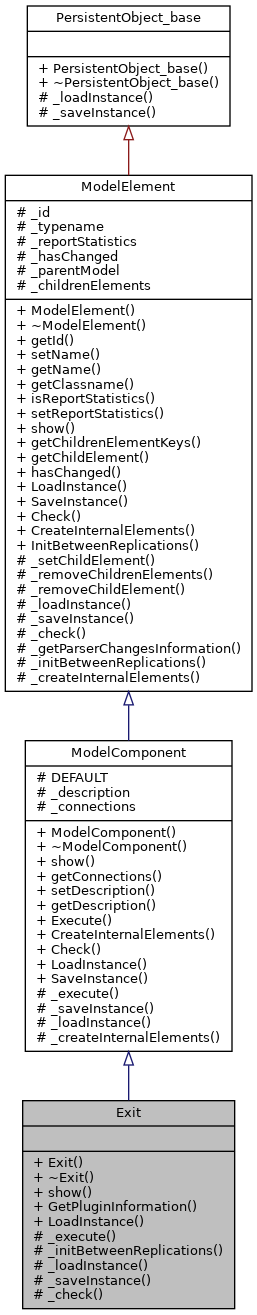 PersistentObject_base
+ PersistentObject_base()
+ ~PersistentObject_base()
# _loadInstance()
# _saveInstance()
ModelElement
# _id
# _typename
# _reportStatistics
# _hasChanged
# _parentModel
# _childrenElements
+ ModelElement()
+ ~ModelElement()
+ getId()
+ setName()
+ getName()
+ getClassname()
+ isReportStatistics()
+ setReportStatistics()
+ show()
+ getChildrenElementKeys()
+ getChildElement()
+ hasChanged()
+ LoadInstance()
+ SaveInstance()
+ Check()
+ CreateInternalElements()
+ InitBetweenReplications()
# _setChildElement()
# _removeChildrenElements()
# _removeChildElement()
# _loadInstance()
# _saveInstance()
# _check()
# _getParserChangesInformation()
# _initBetweenReplications()
# _createInternalElements()
ModelComponent
# DEFAULT
# _description
# _connections
+ ModelComponent()
+ ~ModelComponent()
+ show()
+ getConnections()
+ setDescription()
+ getDescription()
+ Execute()
+ CreateInternalElements()
+ Check()
+ LoadInstance()
+ SaveInstance()
# _execute()
# _saveInstance()
# _loadInstance()
# _createInternalElements()
Exit
+ Exit()
+ ~Exit()
+ show()
+ GetPluginInformation()
+ LoadInstance()
# _execute()
# _initBetweenReplications()
# _loadInstance()
# _saveInstance()
# _check()